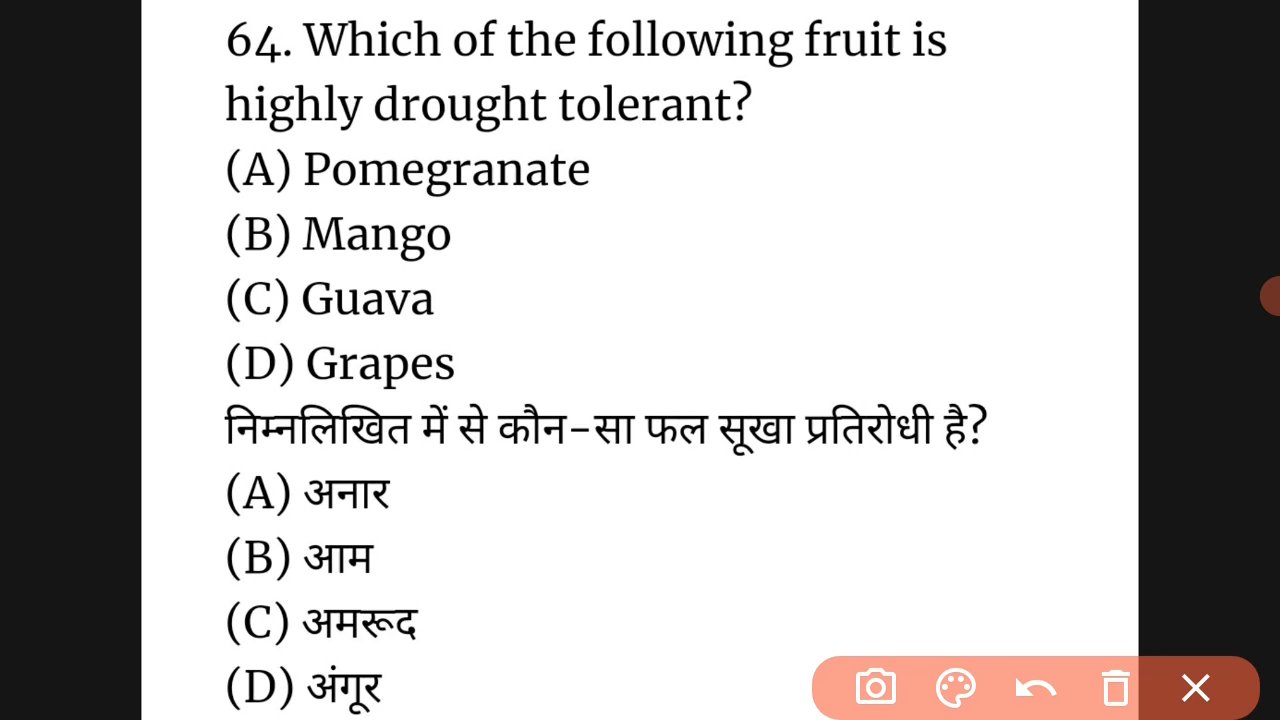 64. Which of the following fruit is
highly drought tolerant?
(A) Pomegranate
(B) Mango
(C) Guava
(D) Grapes
निम्नलिखित में से कौन-सा फल सूखा प्रतिरोधी है?
(A) अनार
(B) आम
(C) अमरूद
(D) अंगूर